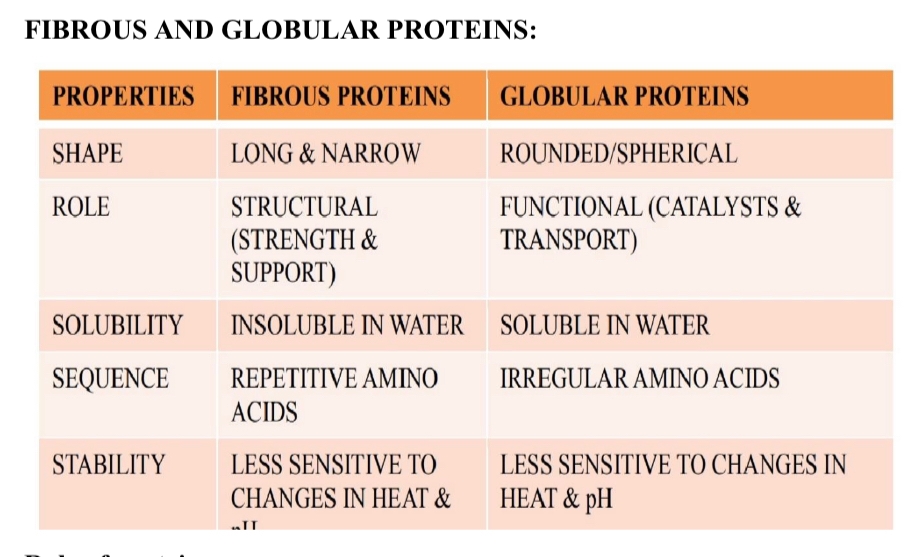 FIBROUS AND GLOBULAR PROTEINS:
PROPERTIES FIBROUS PROTEINS GLOBULAR PROTEINS
SHAPE LONG & NARROW ROUNDED/SPHERICAL
ROLE STRUCTURAL FUNCTIONAL (CATALYSTS &
(STRENGTH & TRANSPORT)
SUPPORT)
SOLUBILITY INSOLUBLE IN WATER SOLUBLE IN WATER
SEQUENCE REPETITIVE AMINO IRREGULAR AMINO ACIDS
ACIDS
STABILITY LESS SENSITIVE TO LESS SENSITIVE TO CHANGES IN
CHANGES IN HEAT & HEAT & pH